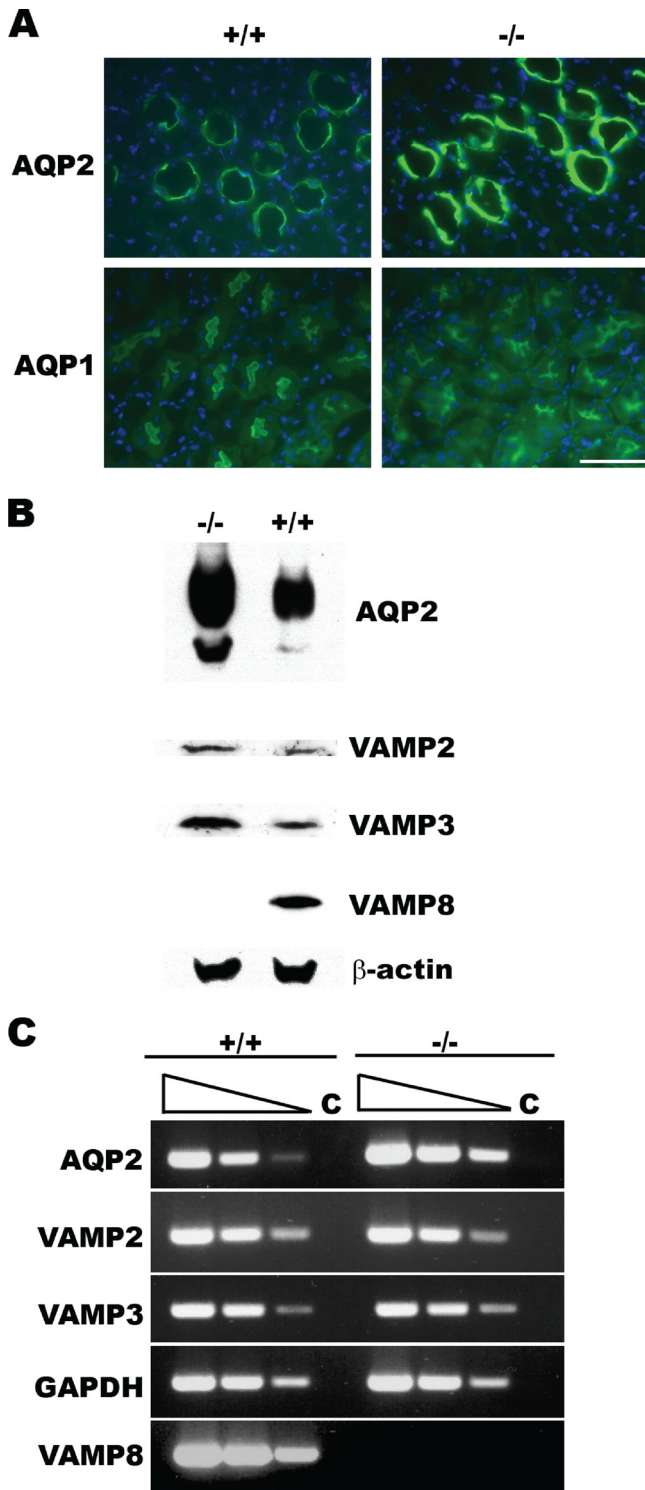 A
+/+ -/-
AQP2
AQP1
B
-/- +/+
AQP2
VAMP2
VAMP3
VAMP8
β-actin
C
+/+ -/-
C C
AQP2
VAMP2
VAMP3
GAPDH
VAMP8